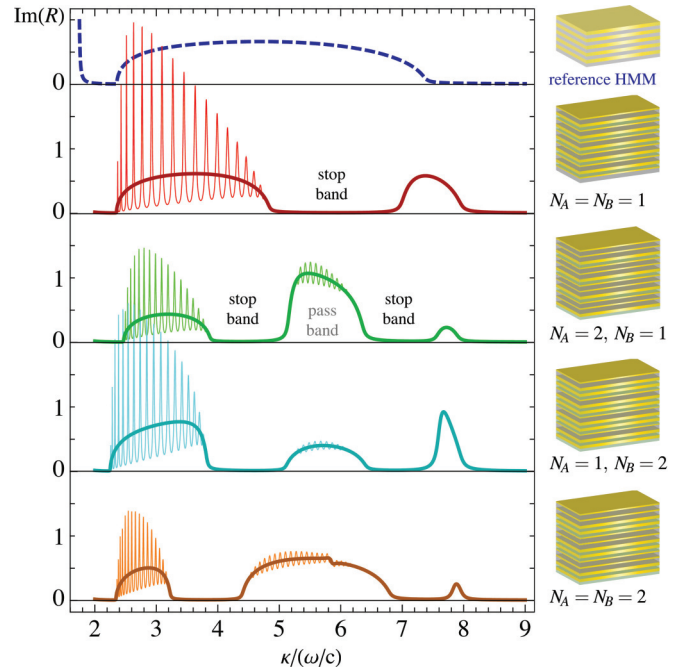 Im(R)
0
reference HMM
1
stop
band
0
N_A = N_B = 1
1
stop
band
pass
band
stop
band
0
N_A = 2, N_B = 1
1
0
N_A = 1, N_B = 2
1
0
N_A = N_B = 2
2 3 4 5 6 7 8 9
κ/(ω/c)